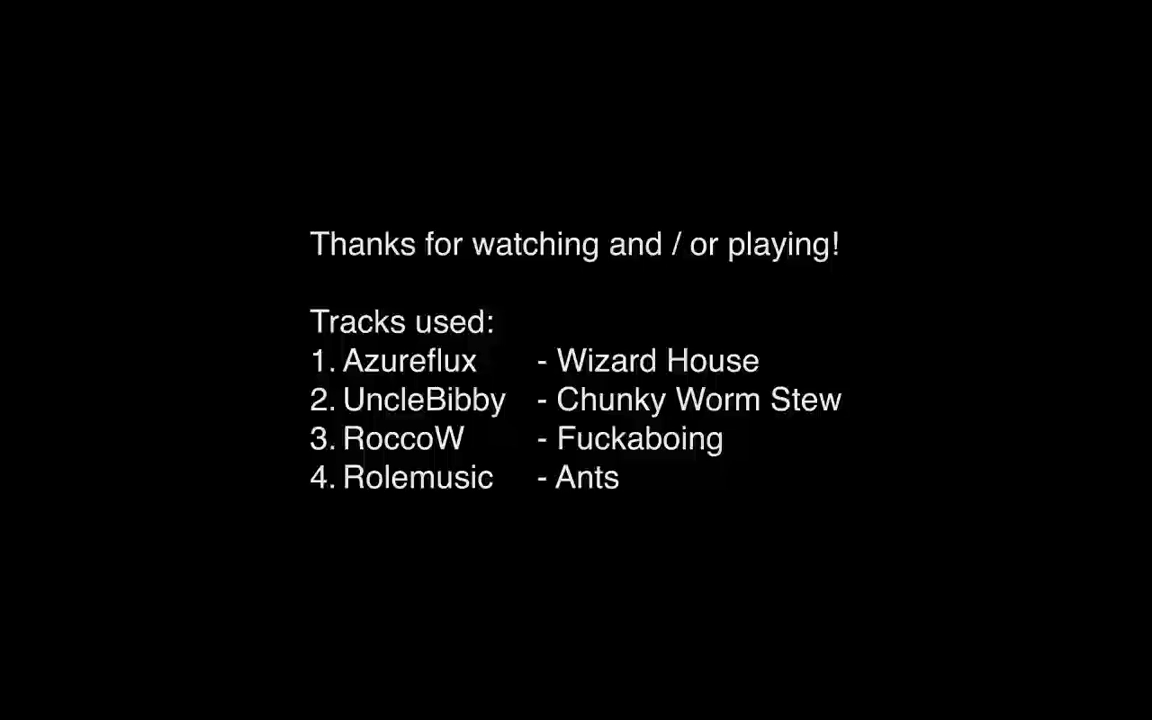 Thanks for watching and / or playing!
Tracks used:
1. Azureflux - Wizard House
2. UncleBibby - Chunky Worm Stew
3. RoccoW - Fuckaboing
4. Rolemusic - Ants